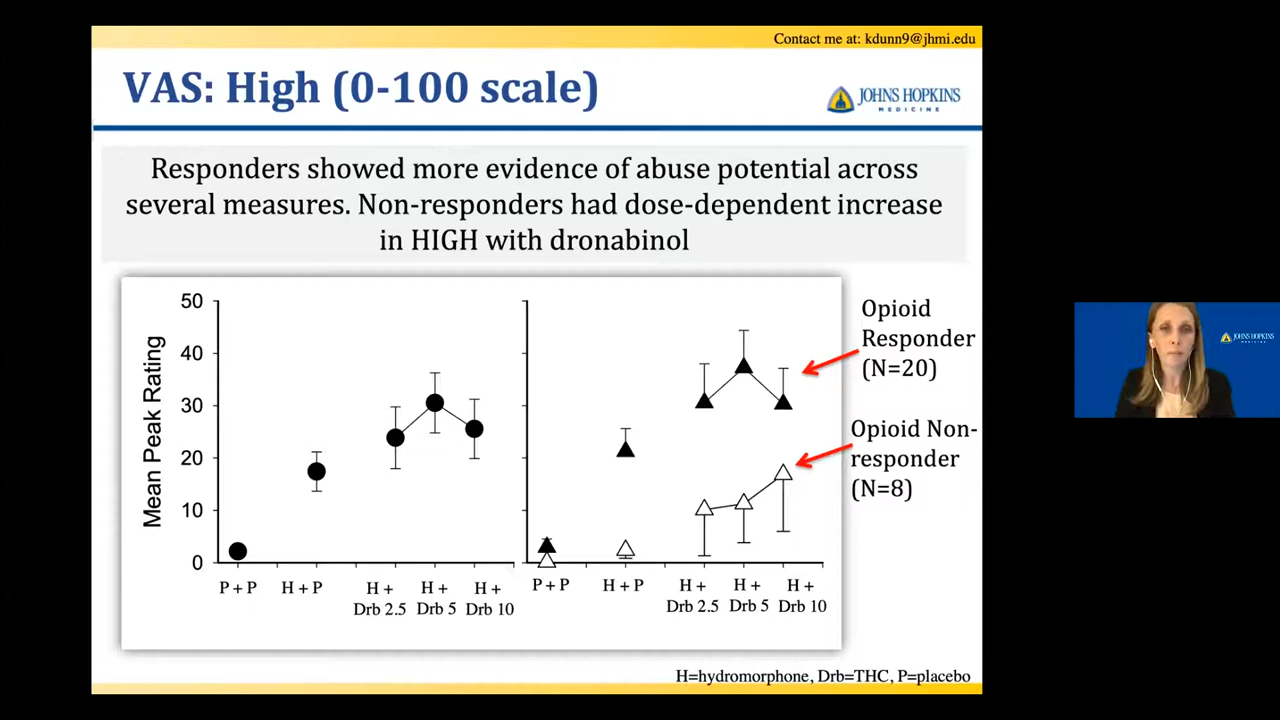 Contact me at: kdunn9@jhmi.edu
VAS: High (0-100 scale)
JOHNS HOPKINS
MEDICINE
Responders showed more evidence of abuse potential across
several measures. Non-responders had dose-dependent increase
in HIGH with dronabinol
Mean Peak Rating
50
40
30
20
10
0
P + P
H + P
H +
Drb 2.5
H +
Drb 5
H +
Drb 10
P + P
H + P
H +
Drb 2.5
H +
Drb 5
H +
Drb 10
Opioid
Responder
(N=20)
Opioid Non-
responder
(N=8)
H=hydromorphone, Drb=THC, P=placebo
JOHNS HOPKINS